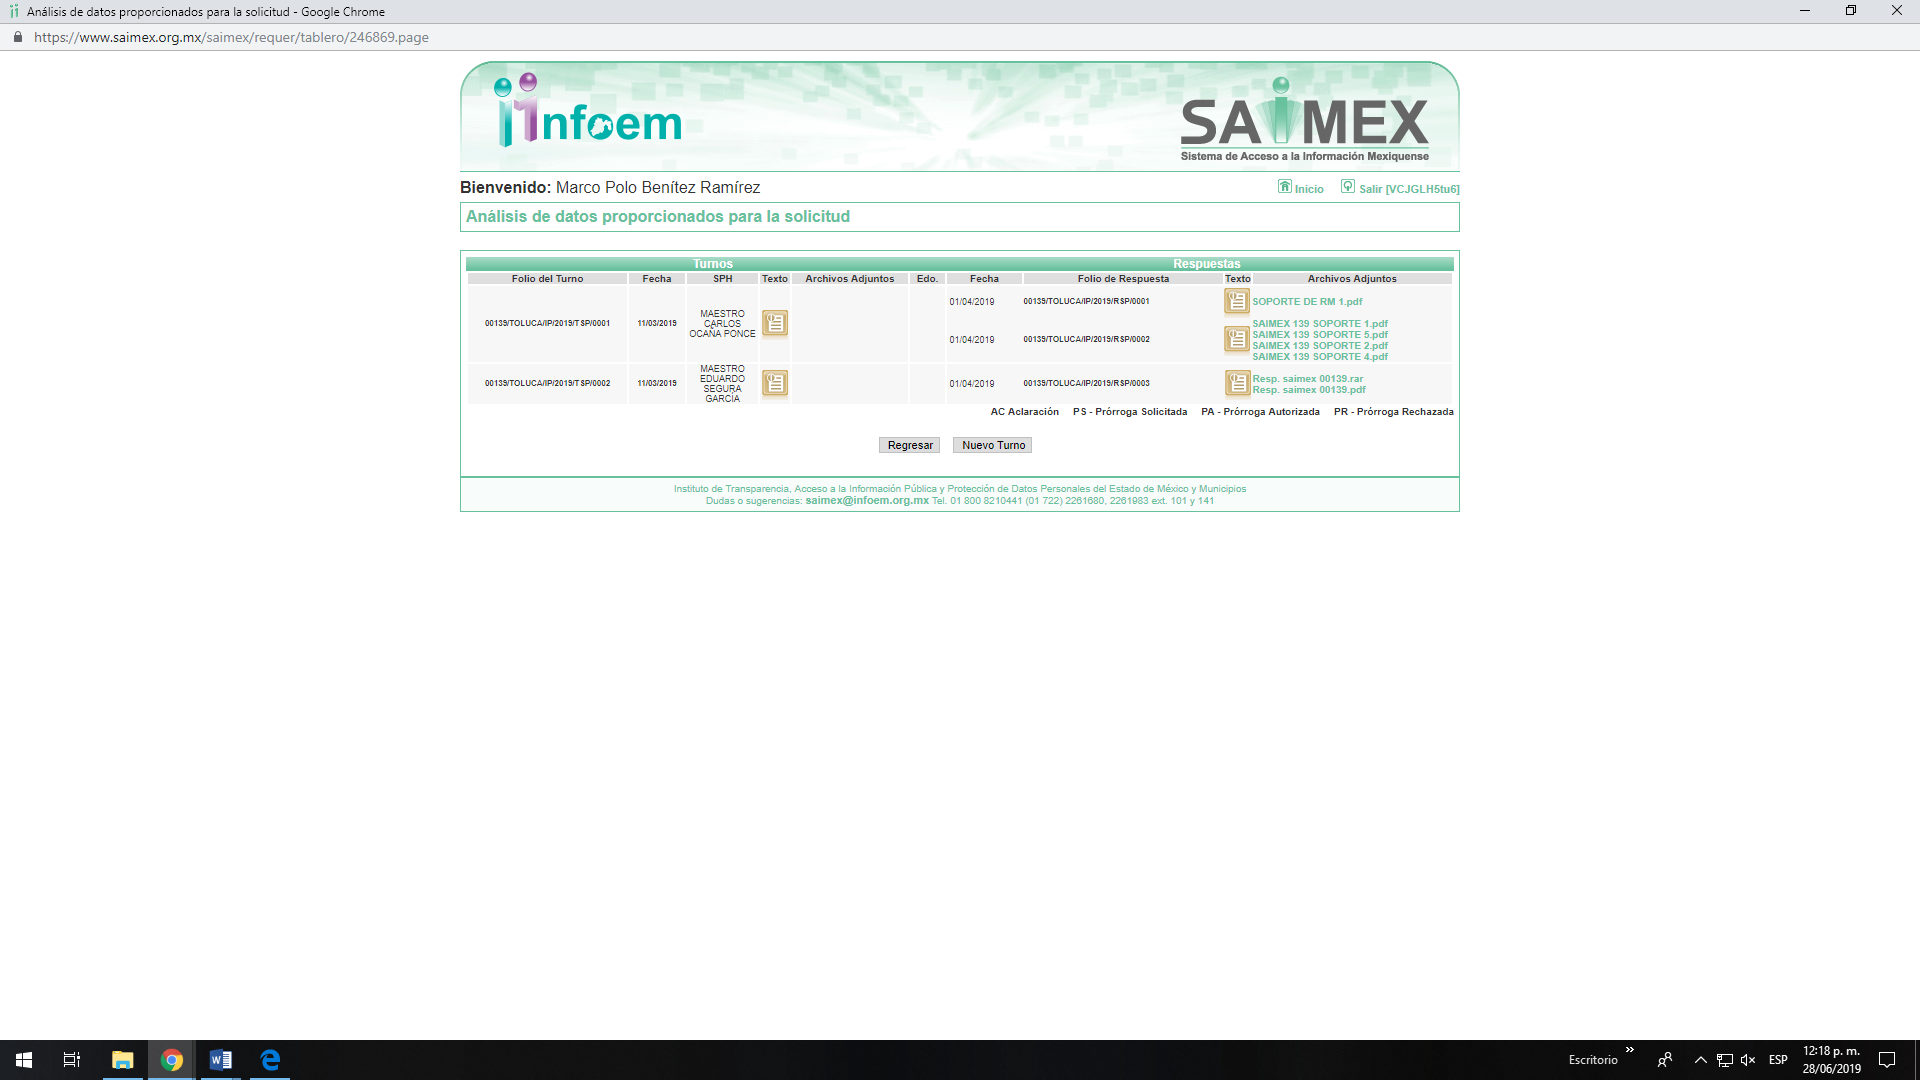 Análisis de datos proporcionados para la solicitud - Google Chrome
https://www.saimex.org.mx/saimex/requer/tablero/246869.page
infoem
SAIMEX
Sistema de Acceso a la Información Mexiquense
Bienvenido: Marco Polo Benítez Ramírez
Inicio Salir [VCJGLH5tu6]
Análisis de datos proporcionados para la solicitud
Turnos Respuestas
Folio del Turno Fecha SPH Texto Archivos Adjuntos Edo. Fecha Folio de Respuesta Texto Archivos Adjuntos
00139/TOLUCA/IP/2019/TSP/0001 11/03/2019 MAESTRO CARLOS OCAÑA PONCE
01/04/2019 00139/TOLUCA/IP/2019/RSP/0001 SOPORTE DE RM 1.pdf
01/04/2019 00139/TOLUCA/IP/2019/RSP/0002 SAIMEX 139 SOPORTE 1.pdf
SAIMEX 139 SOPORTE 5.pdf
SAIMEX 139 SOPORTE 2.pdf
SAIMEX 139 SOPORTE 4.pdf
00139/TOLUCA/IP/2019/TSP/0002 11/03/2019 MAESTRO EDUARDO SEGURA GARCÍA 01/04/2019 00139/TOLUCA/IP/2019/RSP/0003 Resp. saimex 00139.rar
Resp. saimex 00139.pdf
AC Aclaración PS - Prórroga Solicitada PA - Prórroga Autorizada PR - Prórroga Rechazada
Regresar Nuevo Turno
Instituto de Transparencia, Acceso a la Información Pública y Protección de Datos Personales del Estado de México y Municipios
Dudas o sugerencias: saimex@infoem.org.mx Tel. 01 800 8210441 (01 722) 2261680, 2261983 ext. 101 y 141
Escritorio » ESP 12:18 p. m.
28/06/2019